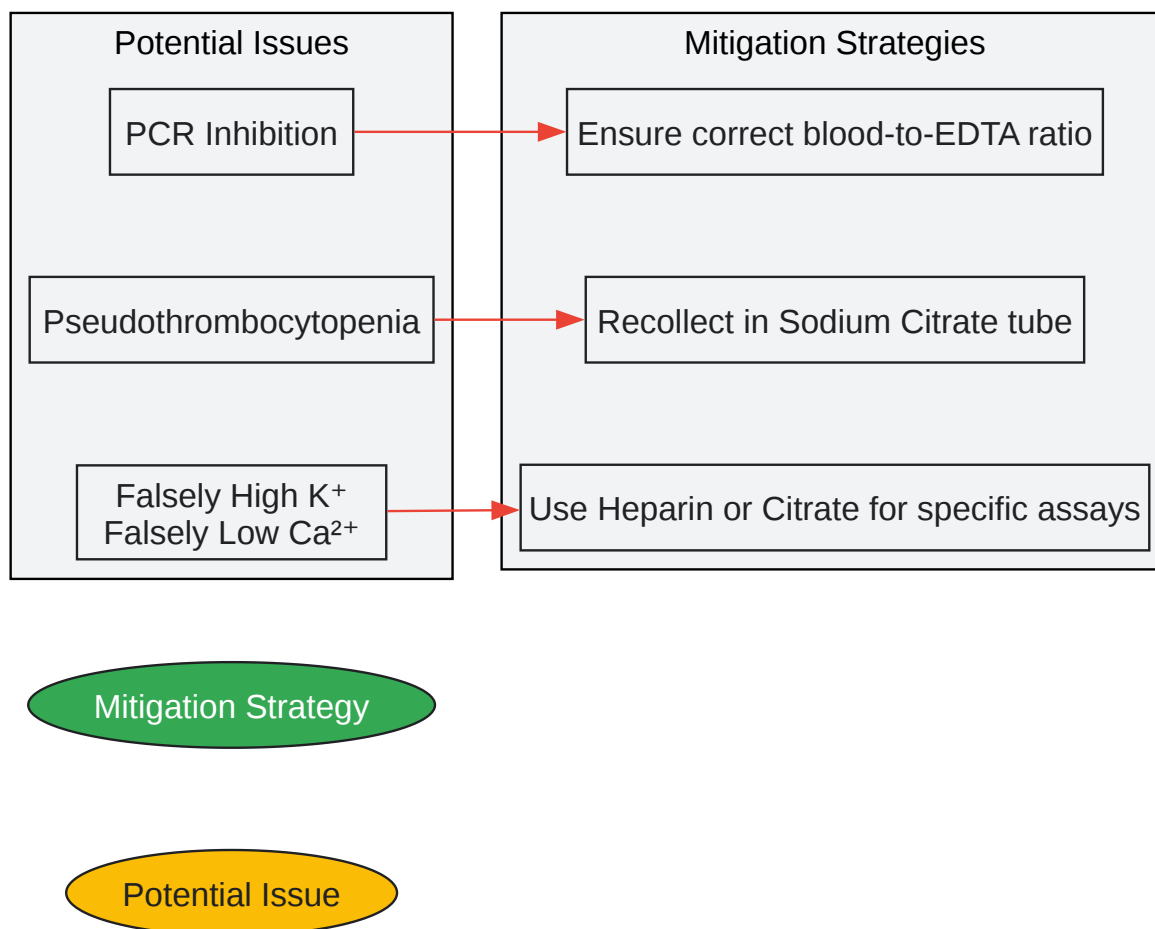 Potential Issues
Mitigation Strategies
PCR Inhibition
Ensure correct blood-to-EDTA ratio
Pseudothrombocytopenia
Recollect in Sodium Citrate tube
Falsely High K⁺
Falsely Low Ca²⁺
Use Heparin or Citrate for specific assays
Mitigation Strategy
Potential Issue